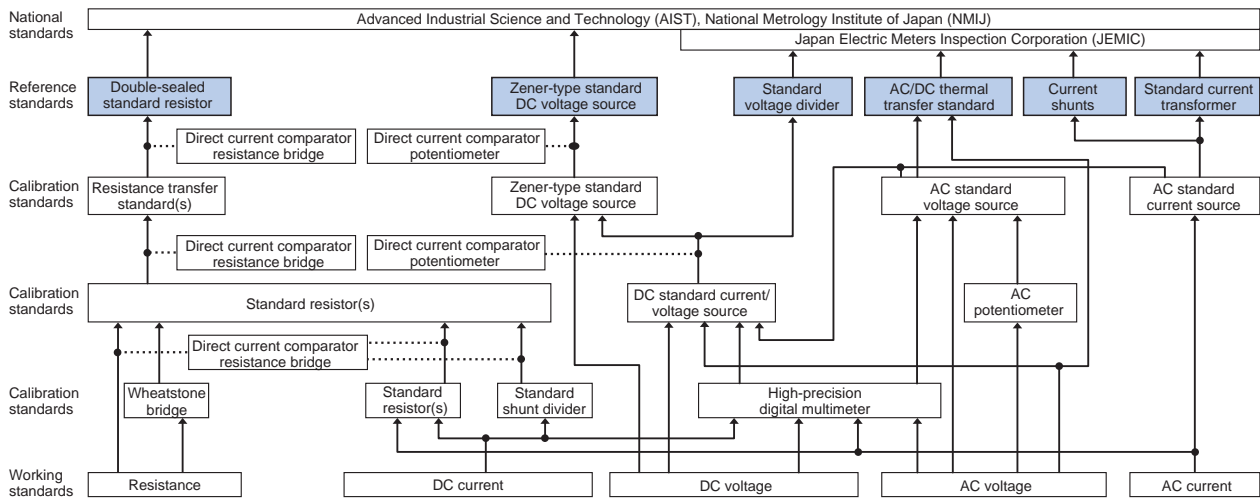 National
standards
Advanced Industrial Science and Technology (AIST), National Metrology Institute of Japan (NMIJ)
Japan Electric Meters Inspection Corporation (JEMIC)
Reference
standards
Double-sealed
standard resistor
Zener-type standard
DC voltage source
Standard
voltage divider
AC/DC thermal
transfer standard
Current
shunts
Standard current
transformer
Direct current comparator
resistance bridge
Direct current comparator
potentiometer
Calibration
standards
Resistance transfer
standard(s)
Zener-type standard
DC voltage source
AC standard
voltage source
AC standard
current source
Direct current comparator
resistance bridge
Direct current comparator
potentiometer
Calibration
standards
Standard resistor(s)
DC standard current/
voltage source
AC
potentiometer
Direct current comparator
resistance bridge
Calibration
standards
Wheatstone
bridge
Standard
resistor(s)
Standard
shunt divider
High-precision
digital multimeter
Working
standards
Resistance
DC current
DC voltage
AC voltage
AC current